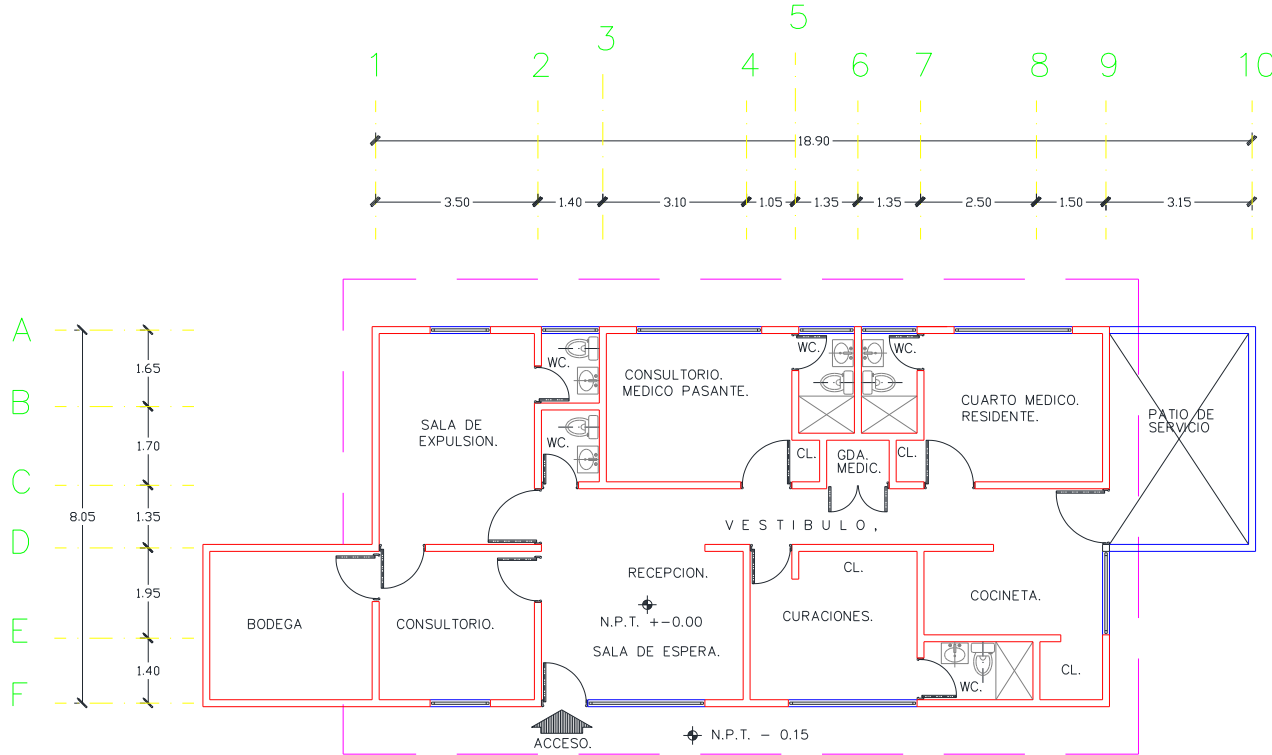 5
3
1
2
4
6
7
8
9
10
18.90
3.50
1.40
3.10
1.05
1.35
1.35
2.50
1.50
3.15
A
B
C
D
E
F
1.65
1.70
1.35
1.95
1.40
8.05
SALA DE
EXPULSION.
WC.
WC.
CONSULTORIO.
MEDICO PASANTE.
WC.
WC.
CL.
GDA.
MEDIC.
CL.
CUARTO MEDICO.
RESIDENTE.
PATIO DE
SERVICIO
VESTIBULO,
BODEGA
CONSULTORIO.
RECEPCION.
N.P.T. +-0.00
SALA DE ESPERA.
CL.
CURACIONES.
COCINETA.
WC.
CL.
ACCESO.
N.P.T. - 0.15